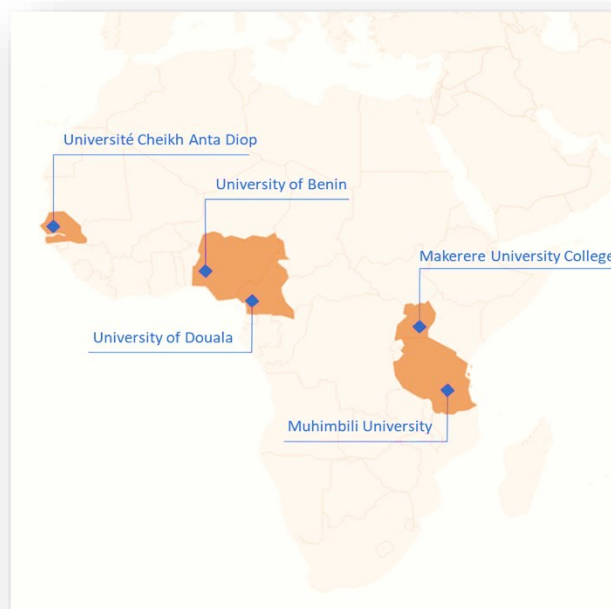 Université Cheikh Anta Diop
University of Benin
Makerere University College
University of Douala
Muhimbili University